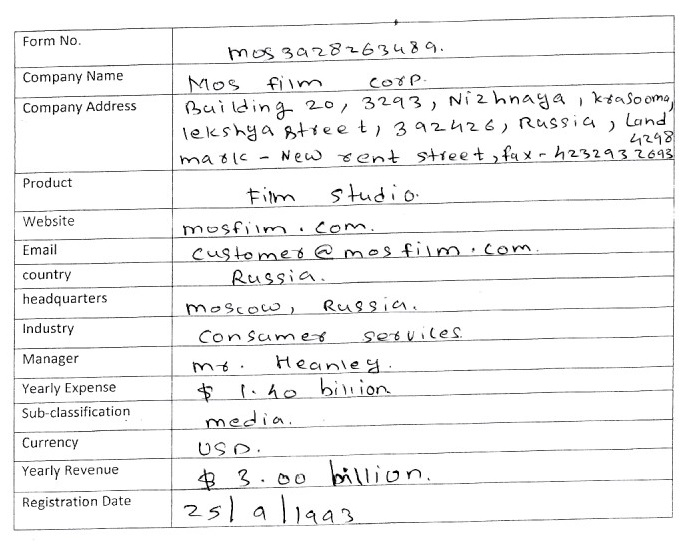 Form No. mos3928263489.
Company Name Mos film corp.
Company Address Building 20, 3293, Nizhnaya, krasooma,
lekshya street, 392426, Russia, Land
4298
mark - New rent street, fax - 4232932693
Product Film studio.
Website mosfilm.com.
Email customer@mosfilm.com.
country Russia.
headquarters moscow, Russia.
Industry Consumer services
Manager mr. Heanley.
Yearly Expense $ 1.40 billion
Sub-classification media.
Currency USD.
Yearly Revenue $ 3.00 billion.
Registration Date 25/9/1993